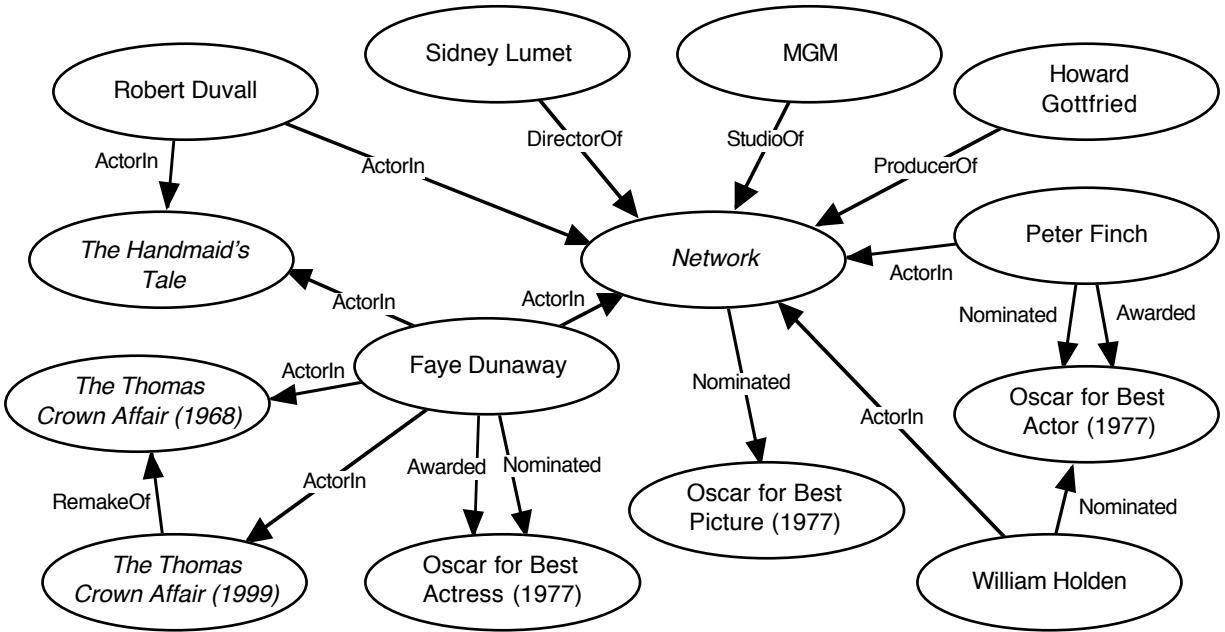 Sidney Lumet
MGM
Howard
Gottfried
Robert Duvall
DirectorOf
StudioOf
ActorIn
ActorIn
ProducerOf
The Handmaid's
Tale
Network
Peter Finch
ActorIn
ActorIn
ActorIn
Nominated
Awarded
Faye Dunaway
ActorIn
The Thomas
Crown Affair (1968)
Nominated
Oscar for Best
Actor (1977)
ActorIn
Awarded
Nominated
ActorIn
RemakeOf
Oscar for Best
Picture (1977)
Nominated
The Thomas
Crown Affair (1999)
Oscar for Best
Actress (1977)
William Holden